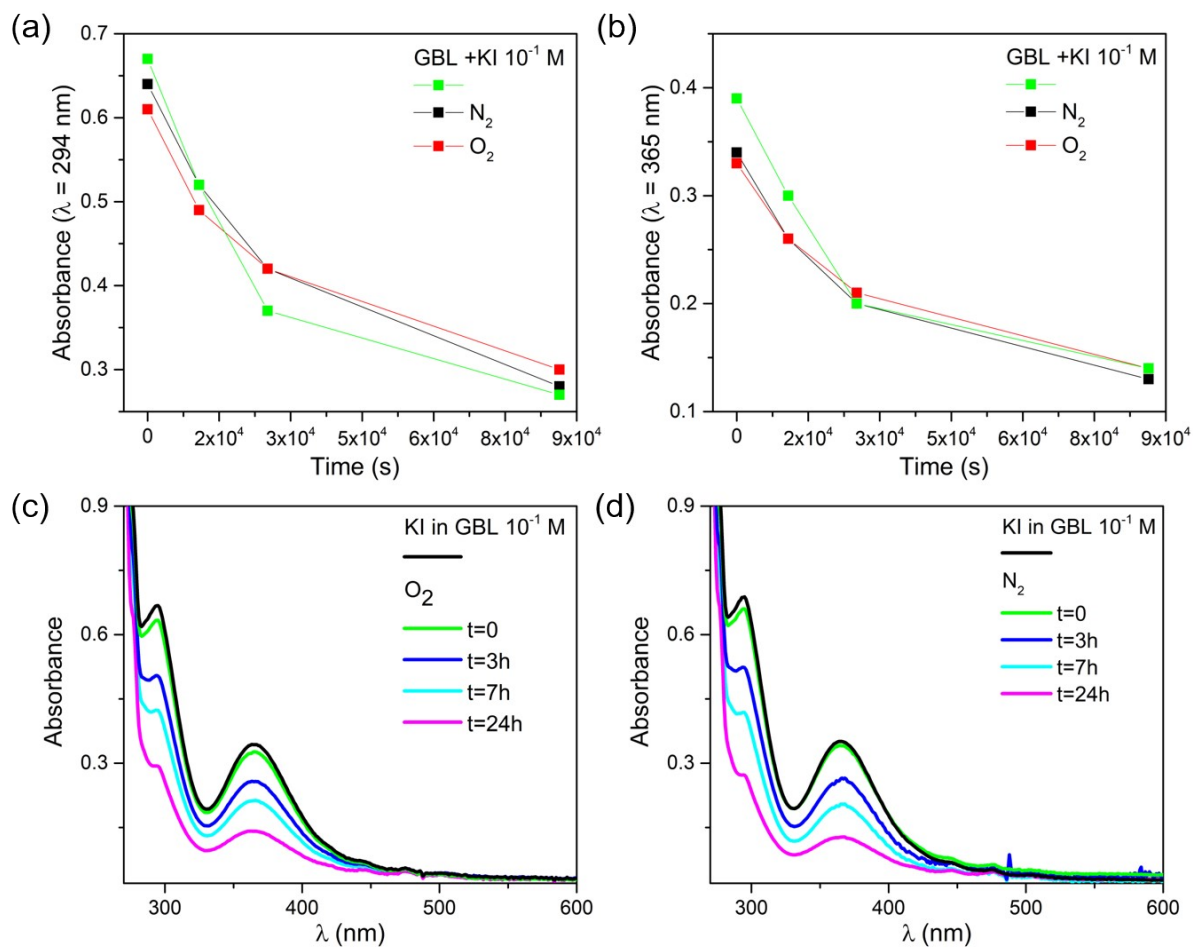 (a)
0.7
0.6
0.5
0.4
0.3
Absorbance (λ = 294 nm)
GBL +KI 10⁻¹ M
N₂
O₂
0 2x10⁴ 3x10⁴ 5x10⁴ 6x10⁴ 8x10⁴ 9x10⁴
Time (s)
(b)
0.4
0.3
0.2
0.1
Absorbance (λ = 365 nm)
GBL +KI 10⁻¹ M
N₂
O₂
0 2x10⁴ 3x10⁴ 5x10⁴ 6x10⁴ 8x10⁴ 9x10⁴
Time (s)
(c)
0.9
0.6
0.3
Absorbance
KI in GBL 10⁻¹ M
O₂
t=0
t=3h
t=7h
t=24h
300 400 500 600
λ (nm)
(d)
0.9
0.6
0.3
Absorbance
KI in GBL 10⁻¹ M
N₂
t=0
t=3h
t=7h
t=24h
300 400 500 600
λ (nm)